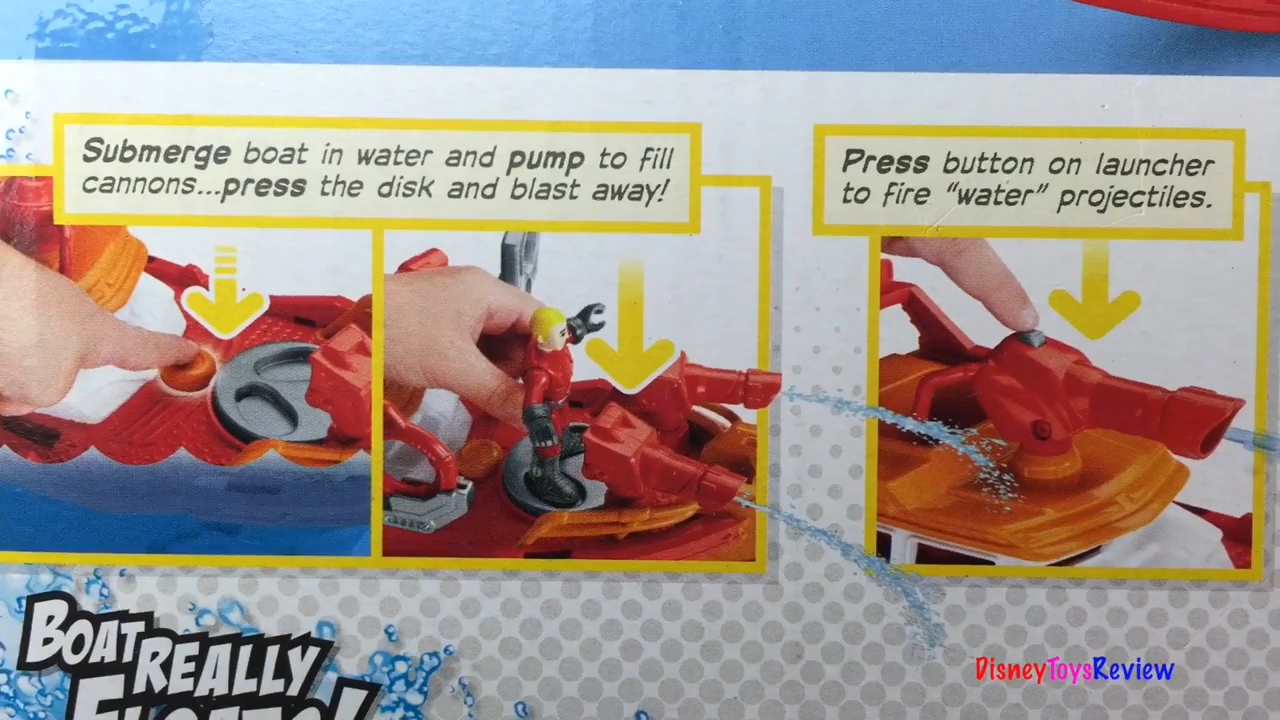 Submerge boat in water and pump to fill
cannons...press the disk and blast away!
Press button on launcher
to fire “water” projectiles.
BOAT
REALLY
FLOATS!
DisneyToysReview